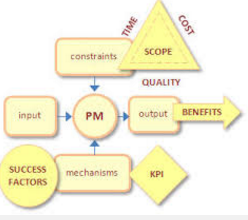 TIME
COST
SCOPE
constraints
QUALITY
input
PM
output
BENEFITS
SUCCESS
FACTORS
mechanisms
KPI